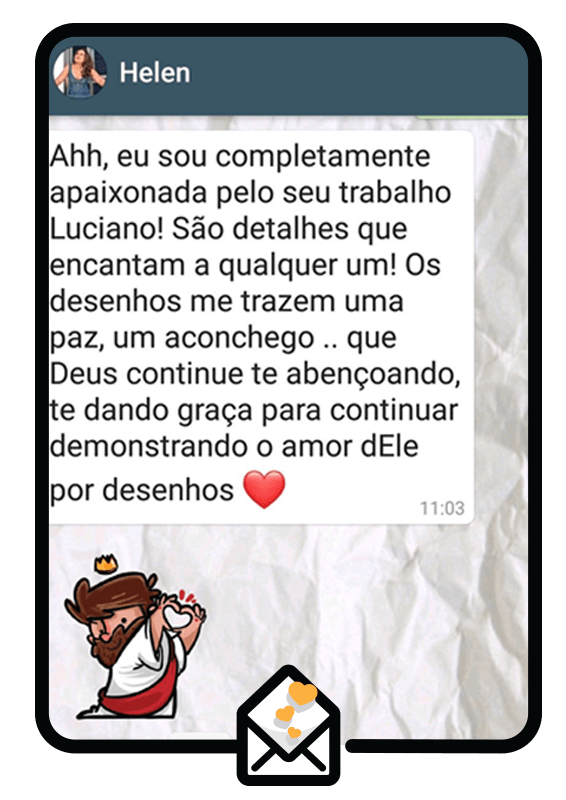 Helen
Ahh, eu sou completamente
apaixonada pelo seu trabalho
Luciano! São detalhes que
encantam a qualquer um! Os
desenhos me trazem uma
paz, um aconchego .. que
Deus continue te abençoando,
te dando graça para continuar
demonstrando o amor dEle
por desenhos ❤️
11:03